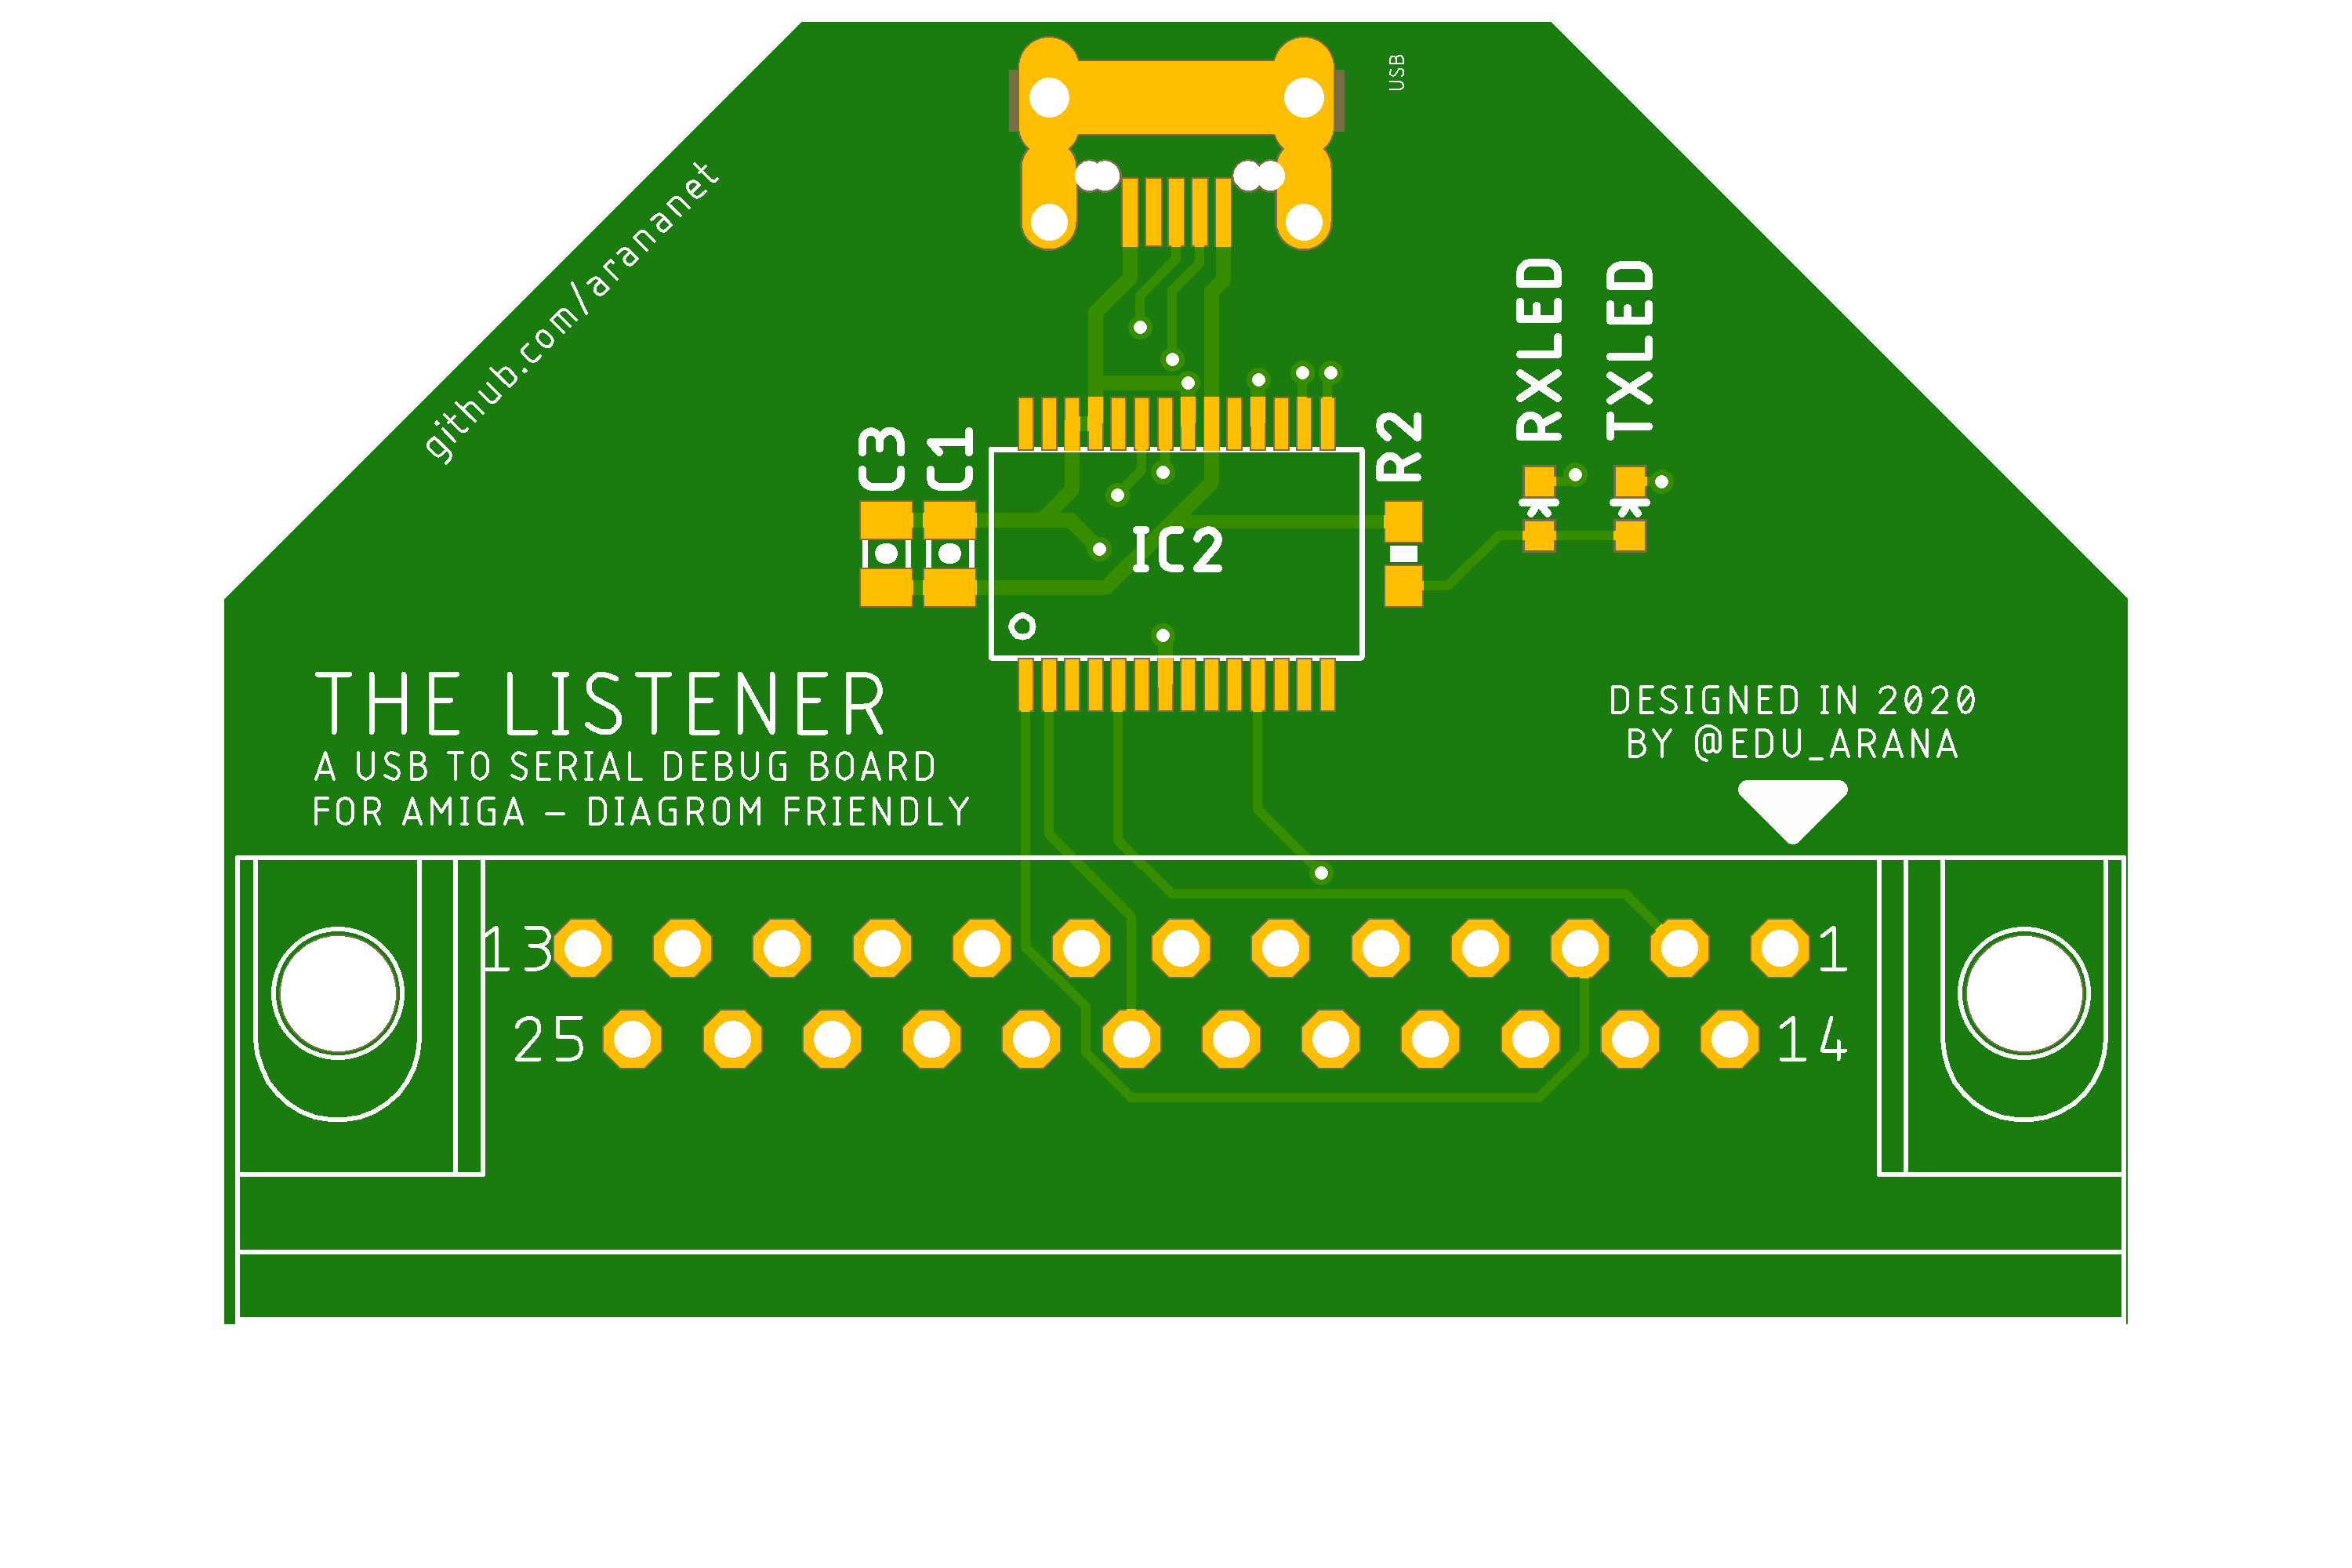 USB
github.com/arananet
RXLED
TXLED
C3
C1
R2
IC2
THE LISTENER
A USB TO SERIAL DEBUG BOARD
FOR AMIGA – DIAGROM FRIENDLY
DESIGNED IN 2020
BY @EDU_ARANA
13
1
25
14